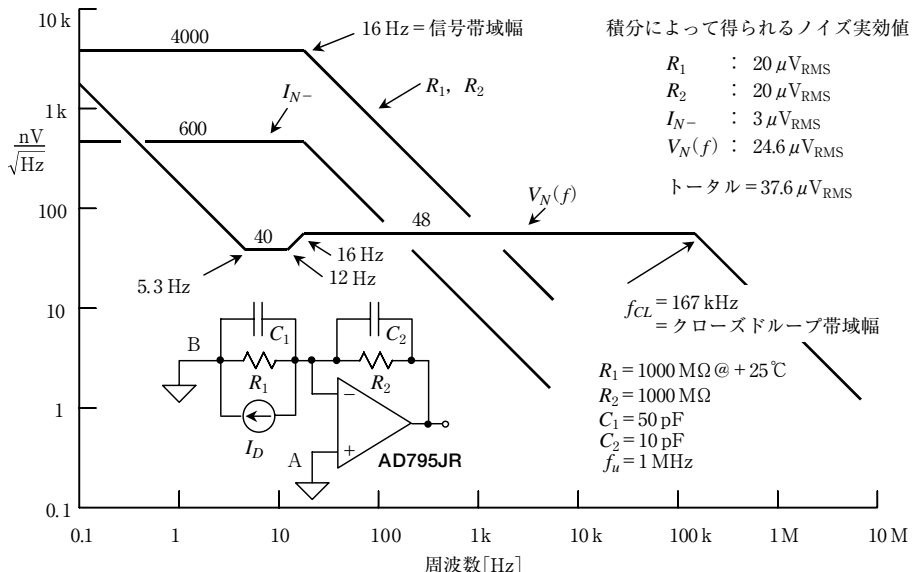 10 k
1k
100
10
1
0.1
nV
√Hz
4000
600
40
48
16 Hz＝信号帯域幅
R1, R2
IN−
VN(f)
5.3 Hz
12 Hz
16 Hz
fCL＝167 kHz
＝クローズドループ帯域幅
積分によって得られるノイズ実効値
R1 : 20 μVRMS
R2 : 20 μVRMS
IN− : 3 μVRMS
VN(f) : 24.6 μVRMS
トータル＝37.6 μVRMS
B
C1
R1
ID
C2
R2
−
+
A
AD795JR
R1＝1000 MΩ@＋25℃
R2＝1000 MΩ
C1＝50 pF
C2＝10 pF
fu＝1 MHz
0.1 1 10 100 1k 10k 100k 1M 10M
周波数[Hz]